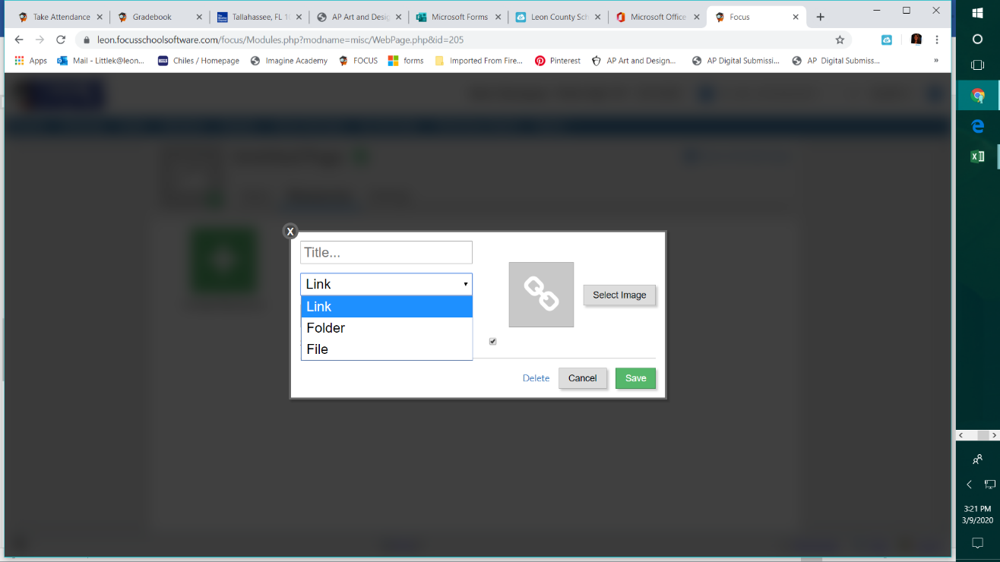 Take Attendance
Gradebook
Tallahassee, FL 1
AP Art and Desig
Microsoft Forms
Leon County Sch
Microsoft Office
Focus
leon.focusschoolsoftware.com/focus/Modules.php?modname=misc/WebPage.php&id=205
Apps
Mail - Littlek@leon...
Chiles / Homepage
Imagine Academy
FOCUS
forms
Imported From Fire...
Pinterest
AP Art and Design...
AP Digital Submissi...
AP Digital Submiss...
»
X
Title...
Link
Link
Folder
File
Select Image
Delete
Cancel
Save
3:21 PM
3/9/2020